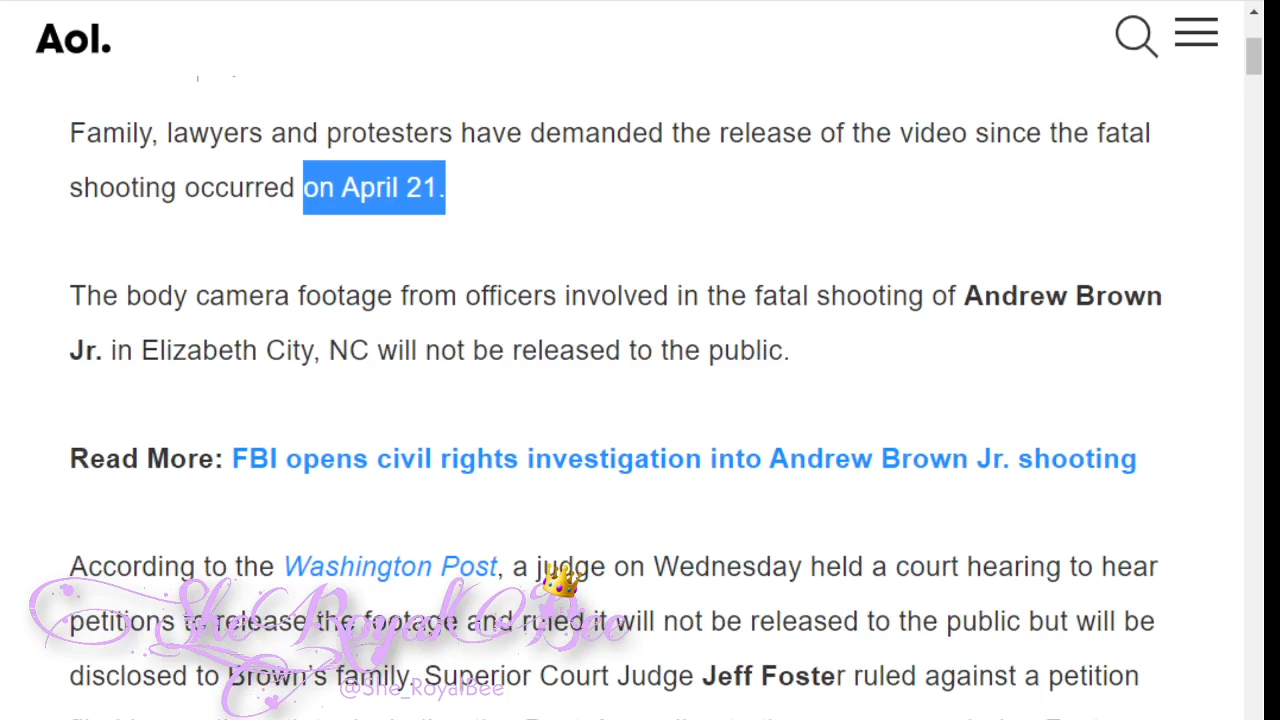 Aol.
Family, lawyers and protesters have demanded the release of the video since the fatal
shooting occurred on April 21.
The body camera footage from officers involved in the fatal shooting of Andrew Brown
Jr. in Elizabeth City, NC will not be released to the public.
Read More: FBI opens civil rights investigation into Andrew Brown Jr. shooting
According to the Washington Post, a judge on Wednesday held a court hearing to hear
petitions to release the footage and ruled it will not be released to the public but will be
disclosed to Brown's family. Superior Court Judge Jeff Foster ruled against a petition
She Royal Bee
@She_RoyalBee